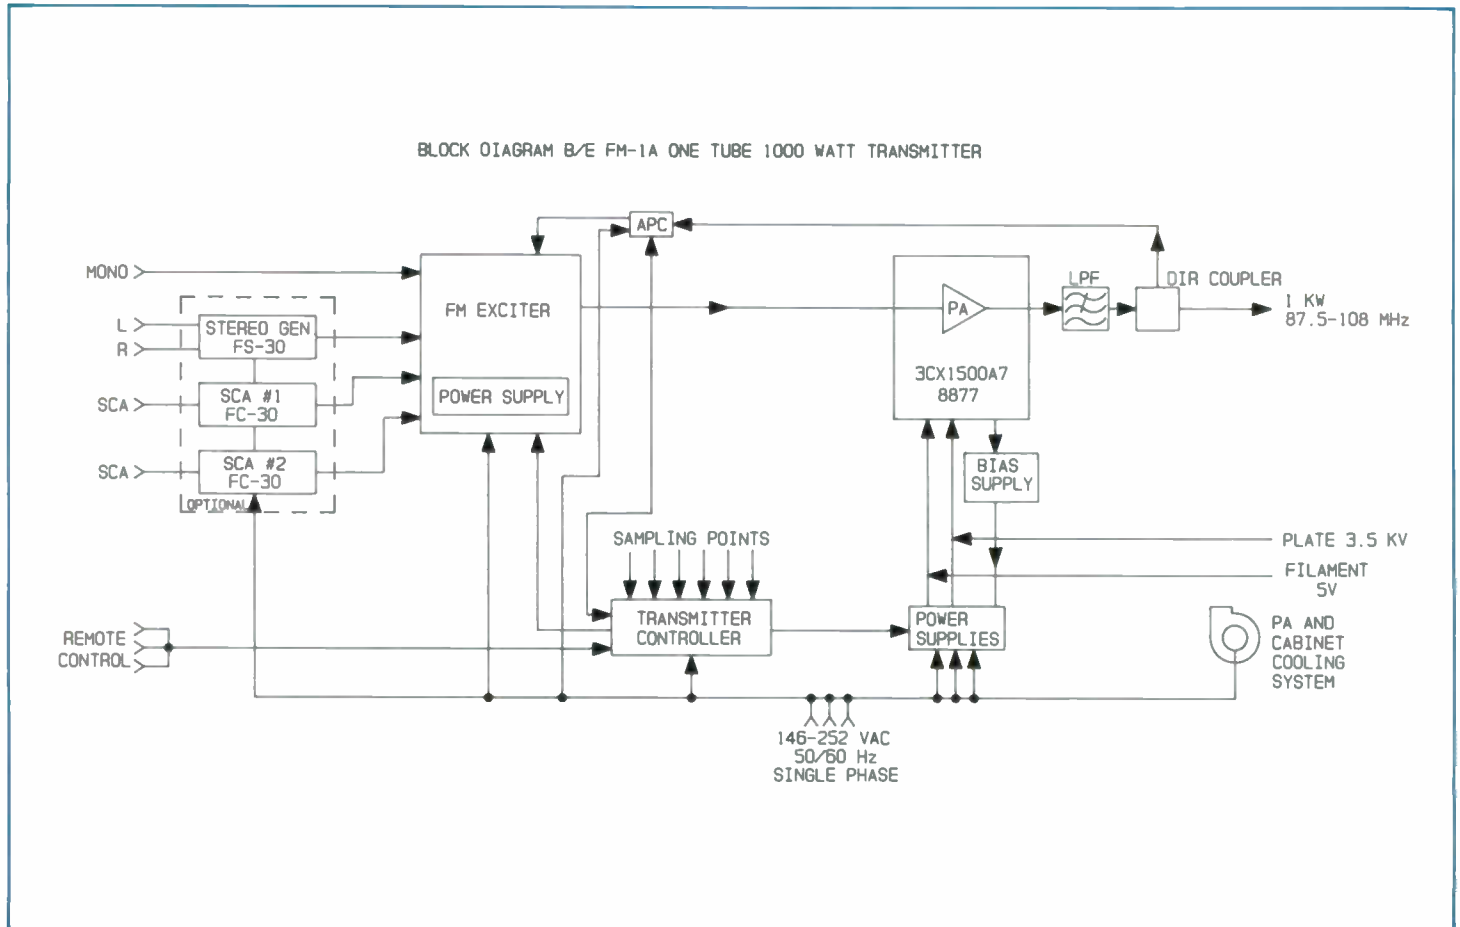 BLOCK DIAGRAM B/E FM-1A ONE TUBE 1000 WATT TRANSMITTER
APC
MONO
FM EXCITER
LPF
DIR COUPLER
PA
1 KW
87.5-108 MHz
L
R
STEREO GEN
FS-30
3CX1500A7
8877
POWER SUPPLY
SCA
SCA #1
FC-30
SCA
SCA #2
FC-30
OPTIONAL
BIAS
SUPPLY
SAMPLING POINTS
PLATE 3.5 KV
FILAMENT
5V
REMOTE
CONTROL
TRANSMITTER
CONTROLLER
POWER
SUPPLIES
PA AND
CABINET
COOLING
SYSTEM
146-252 VAC
50/60 Hz
SINGLE PHASE